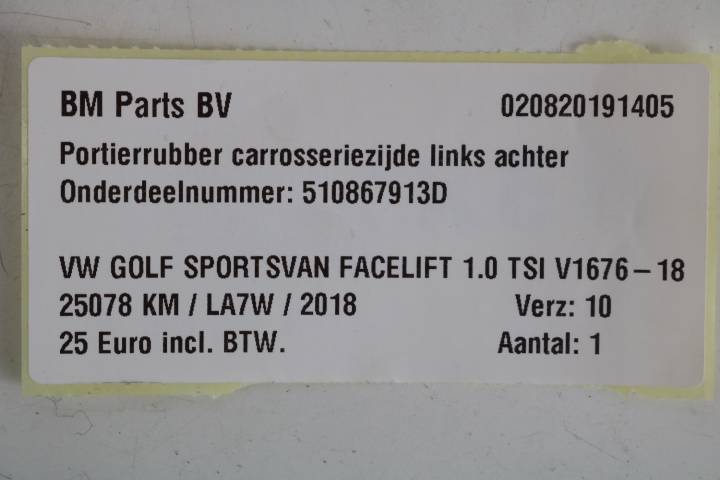 BM Parts BV 020820191405
Portierrubber carrosseriezijde links achter
Onderdeelnummer: 510867913D
VW GOLF SPORTSVAN FACELIFT 1.0 TSI V1676-18
25078 KM / LA7W / 2018 Verz: 10
25 Euro incl. BTW. Aantal: 1